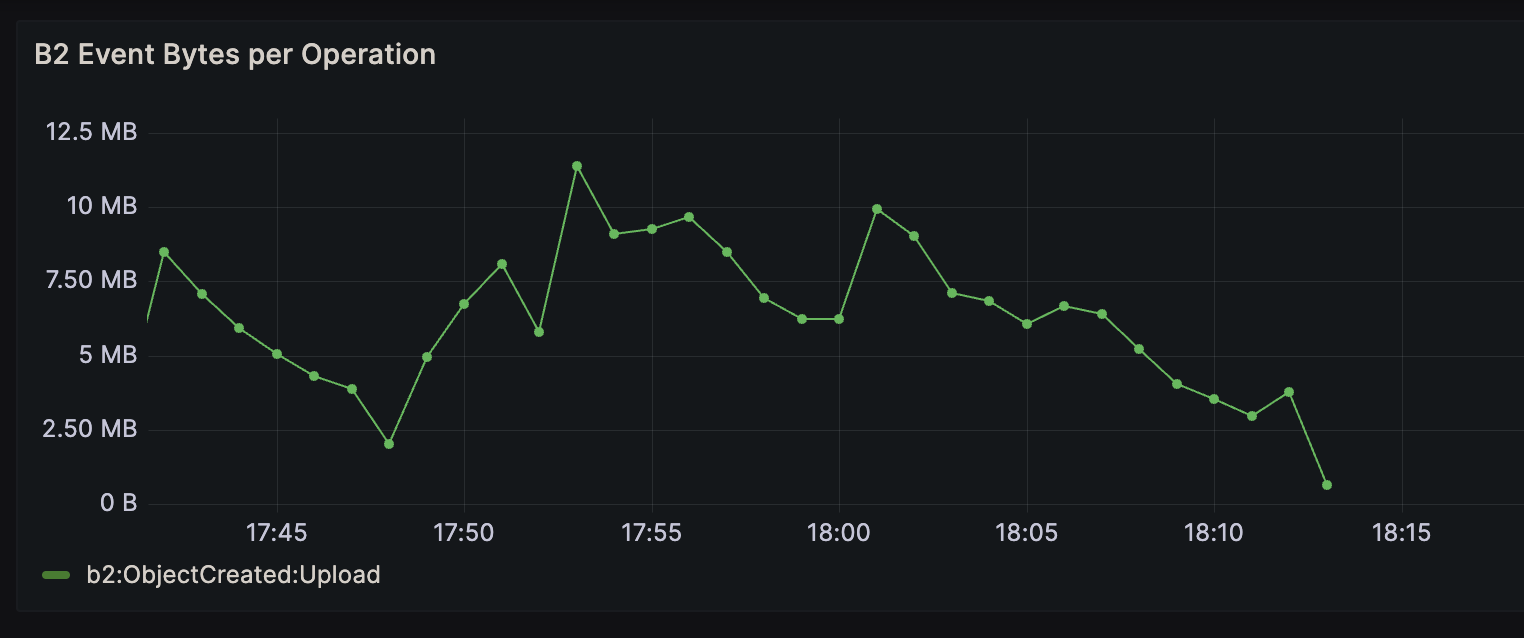 B2 Event Bytes per Operation
12.5 MB
10 MB
7.50 MB
5 MB
2.50 MB
0 B
17:45 17:50 17:55 18:00 18:05 18:10 18:15
b2:ObjectCreated:Upload